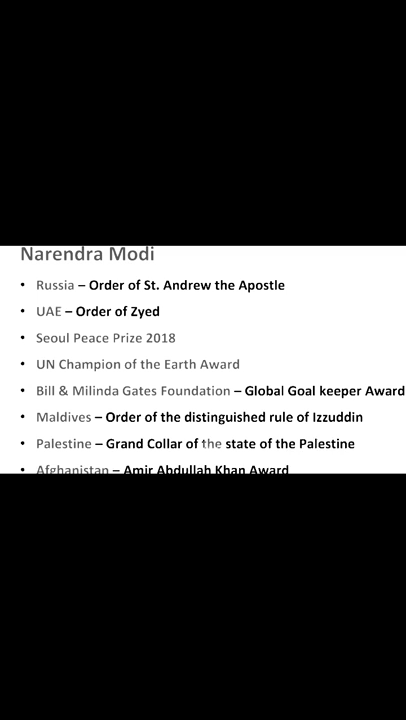 Narendra Modi
• Russia – Order of St. Andrew the Apostle
• UAE – Order of Zyed
• Seoul Peace Prize 2018
• UN Champion of the Earth Award
• Bill & Milinda Gates Foundation – Global Goal keeper Award
• Maldives – Order of the distinguished rule of Izzuddin
• Palestine – Grand Collar of the state of the Palestine
• Afghanistan – Amir Abdullah Khan Award